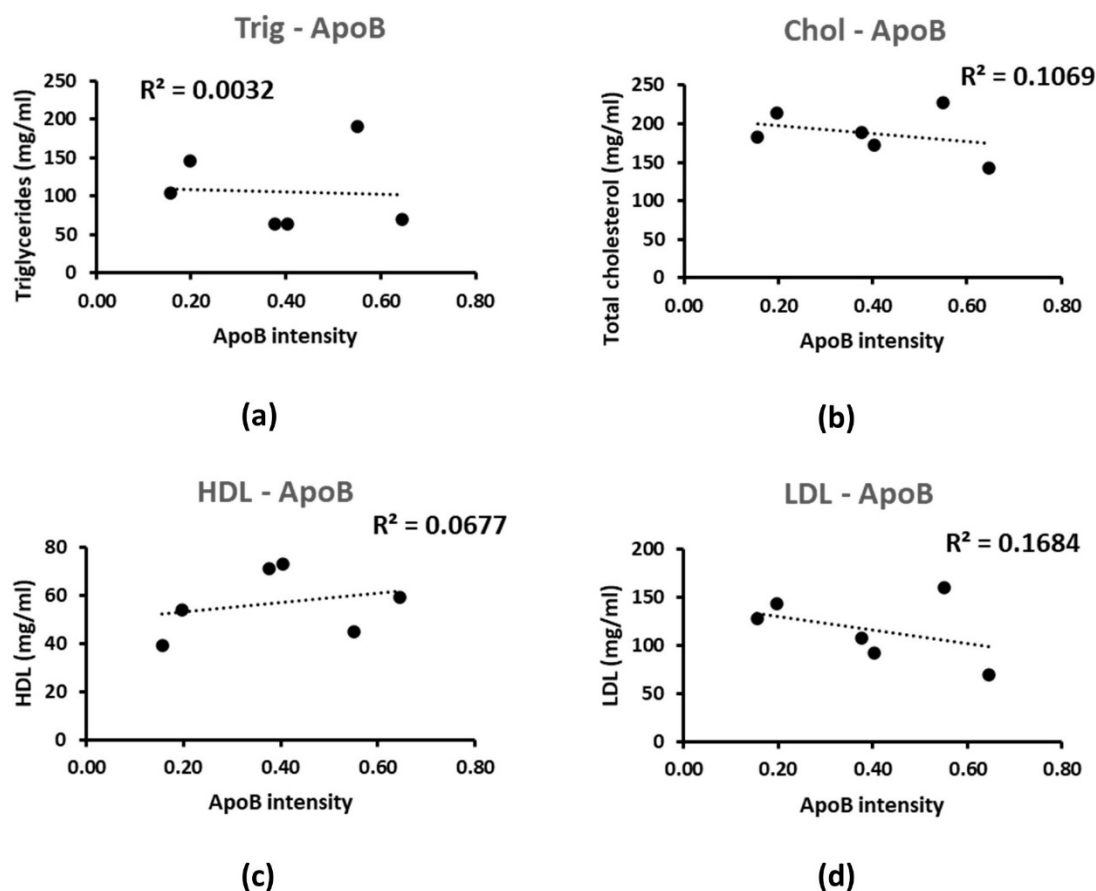 Trig - ApoB
R² = 0.0032
Triglycerides (mg/ml)
250
200
150
100
50
0
0.00 0.20 0.40 0.60 0.80
ApoB intensity
(a)
Chol - ApoB
R² = 0.1069
Total cholesterol (mg/ml)
250
200
150
100
50
0
0.00 0.20 0.40 0.60 0.80
ApoB intensity
(b)
HDL - ApoB
R² = 0.0677
HDL (mg/ml)
80
60
40
20
0
0.00 0.20 0.40 0.60 0.80
ApoB intensity
(c)
LDL - ApoB
R² = 0.1684
LDL (mg/ml)
200
150
100
50
0
0.00 0.20 0.40 0.60 0.80
ApoB intensity
(d)